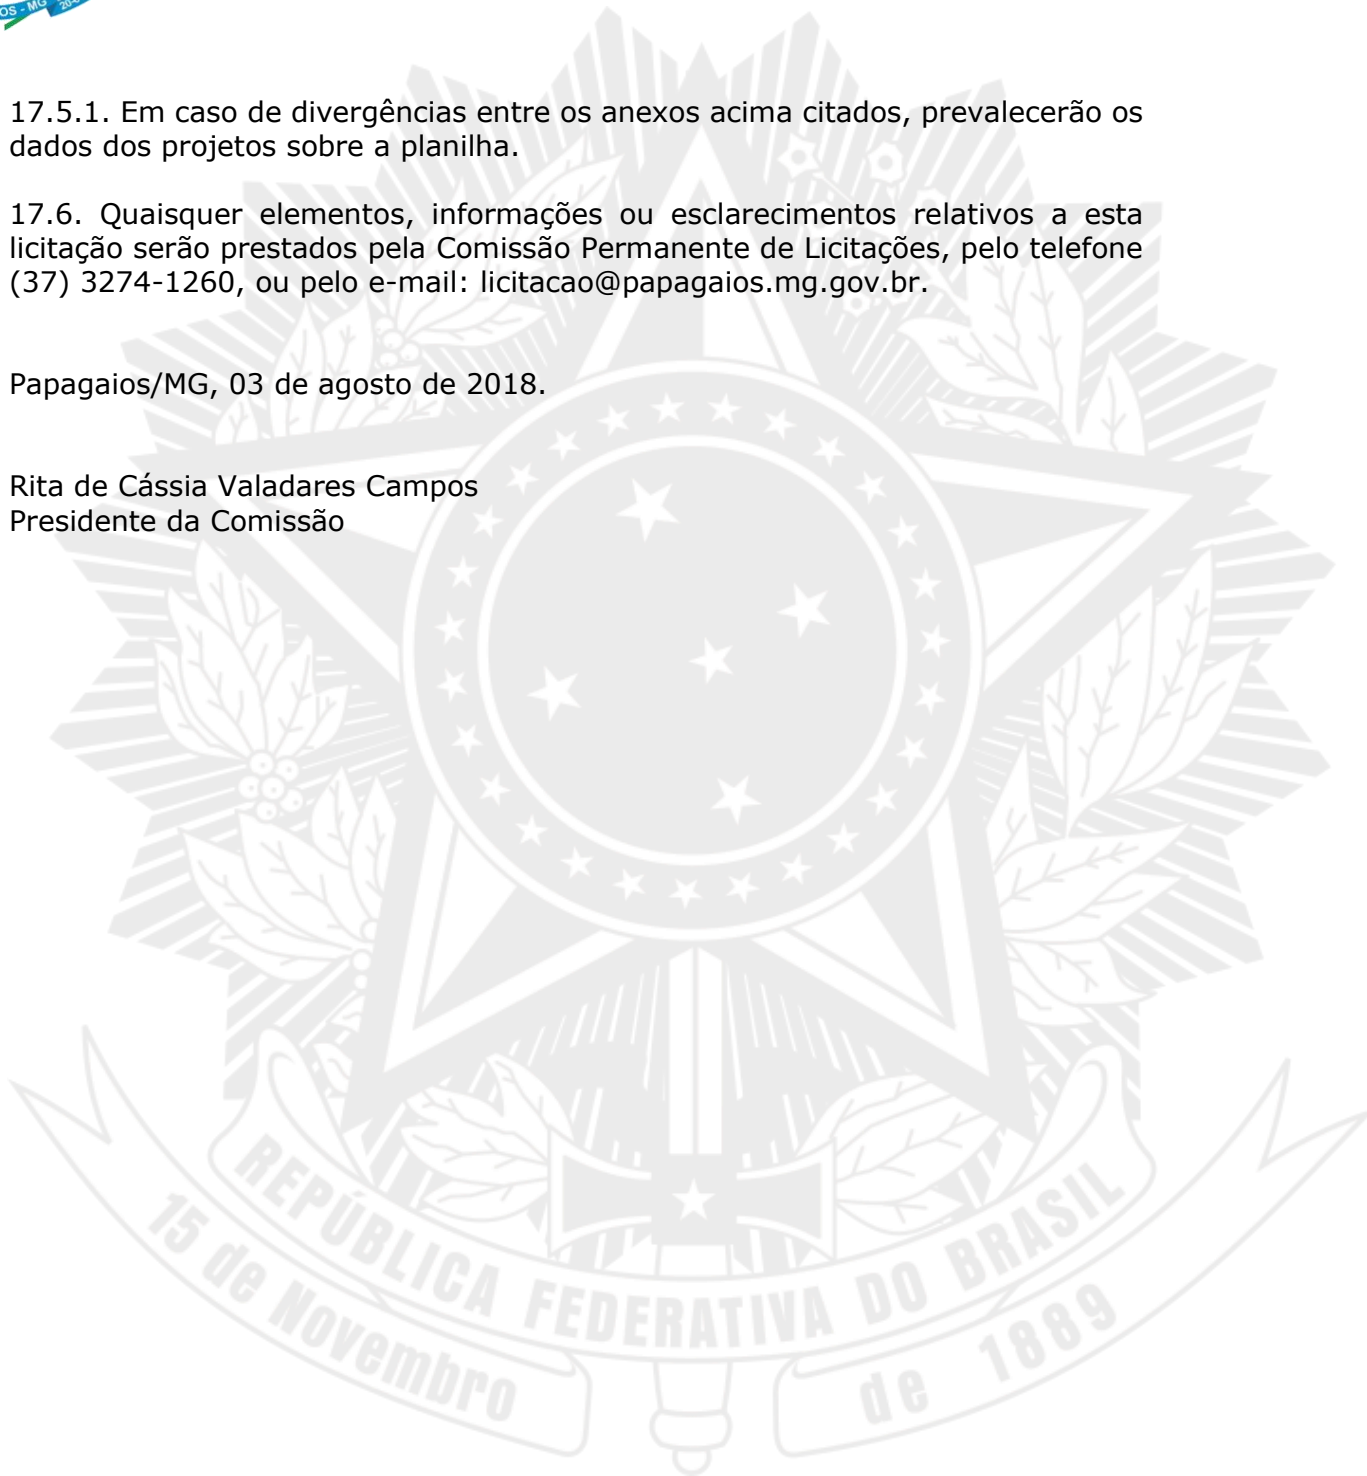 OS - MG
17.5.1. Em caso de divergências entre os anexos acima citados, prevalecerão os
dados dos projetos sobre a planilha.
17.6. Quaisquer elementos, informações ou esclarecimentos relativos a esta
licitação serão prestados pela Comissão Permanente de Licitações, pelo telefone
(37) 3274-1260, ou pelo e-mail: licitacao@papagaios.mg.gov.br.
Papagaios/MG, 03 de agosto de 2018.
Rita de Cássia Valadares Campos
Presidente da Comissão
REPÚBLICA FEDERATIVA DO BRASIL
15 de Novembro de 1889